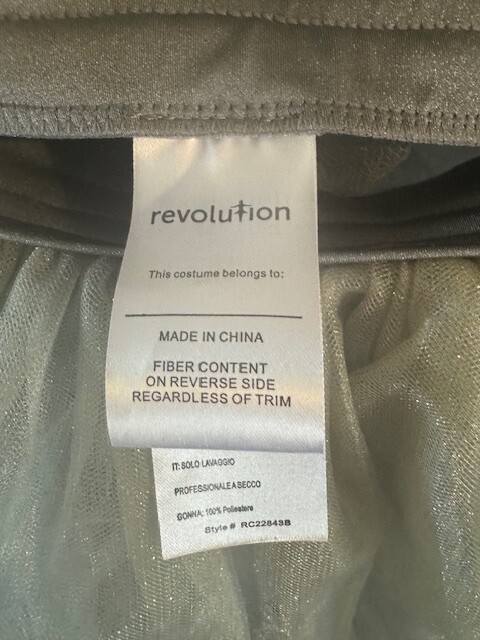 revolution
This costume belongs to:
MADE IN CHINA
FIBER CONTENT
ON REVERSE SIDE
REGARDLESS OF TRIM
IT: SOLO LAVAGGIO
PROFESSIONALE A SECCO
GONNA: 100% Poliestere
Style # RC22843B